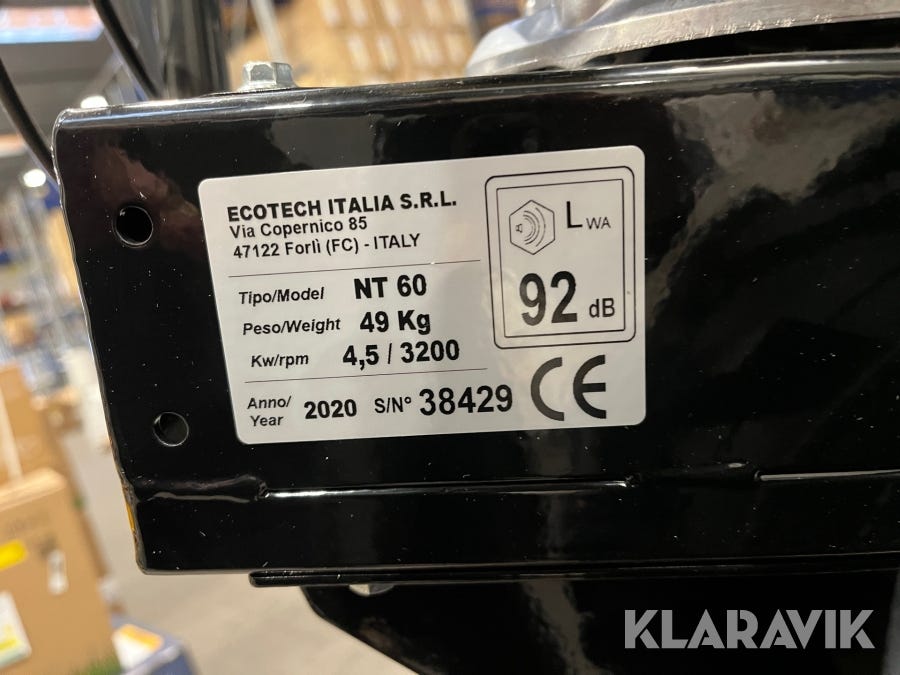 ECOTECH ITALIA S.R.L.
Via Copernico 85
47122 Forlì (FC) - ITALY
Tipo/Model NT 60
Peso/Weight 49 Kg
Kw/rpm 4,5 / 3200
Anno/
Year 2020 S/N° 38429
LWA
92 dB
CE
KLARAVIK